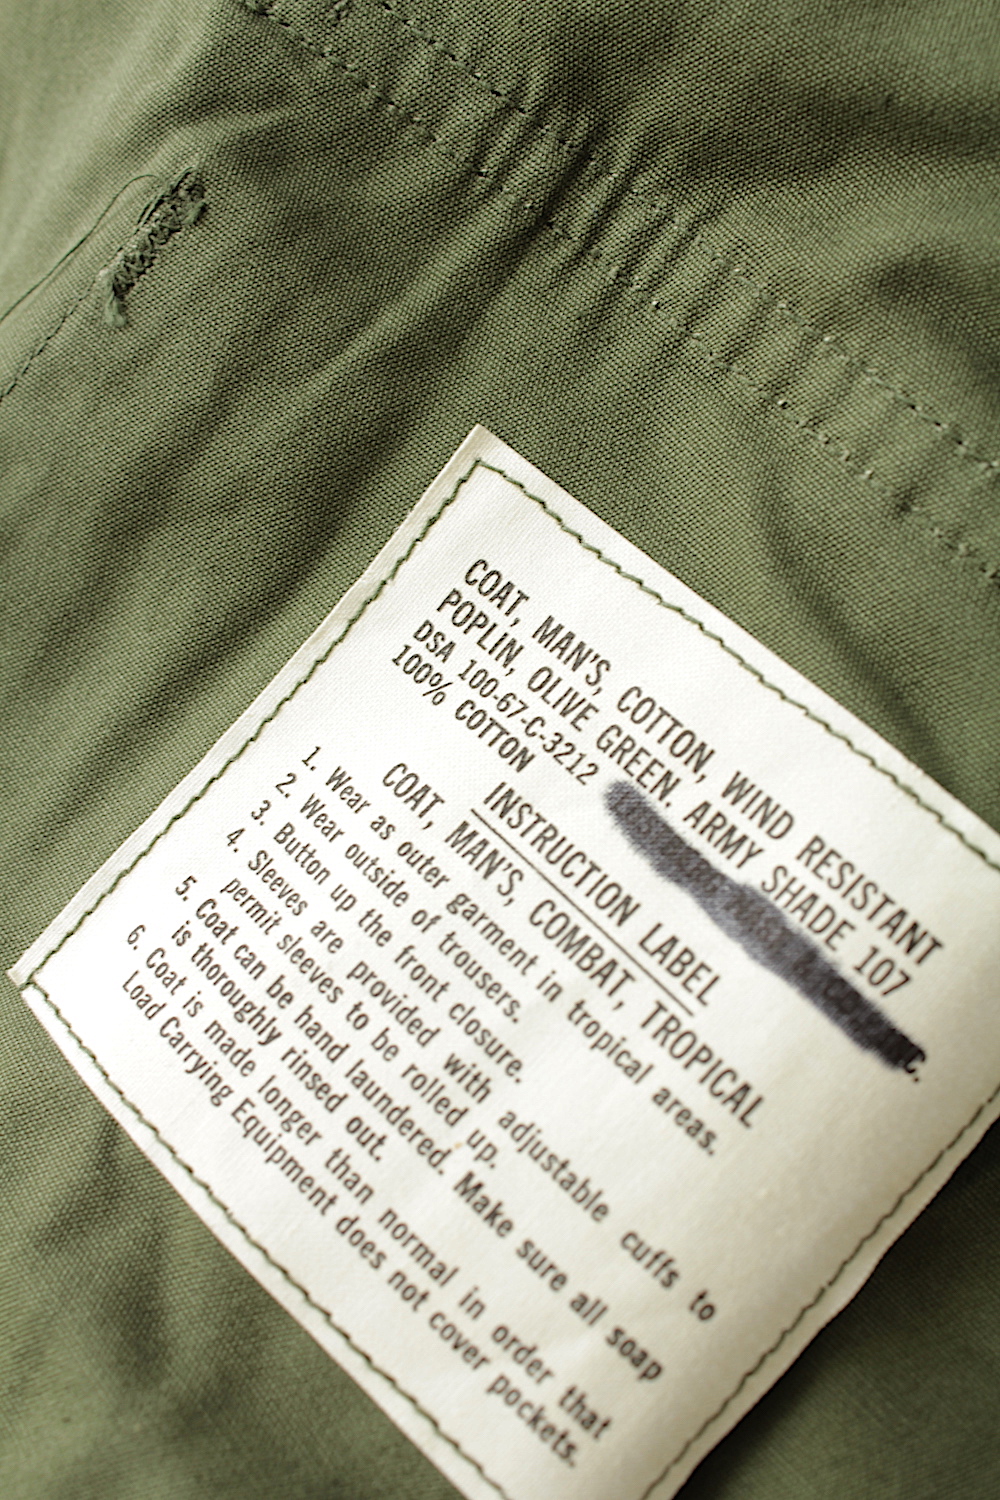 COAT, MAN'S, COTTON, WIND RESISTANT
POPLIN, OLIVE GREEN. ARMY SHADE 107
DSA 100-67-C-3212
100% COTTON
INSTRUCTION LABEL
COAT, MAN'S, COMBAT, TROPICAL
1. Wear as outer garment in tropical areas.
2. Wear outside of trousers.
3. Button up the front closure.
4. Sleeves are provided with adjustable cuffs to
permit sleeves to be rolled up.
5. Coat can be hand laundered. Make sure all soap
is thoroughly rinsed out.
6. Coat is made longer than normal in order that
Load Carrying Equipment does not cover pockets.